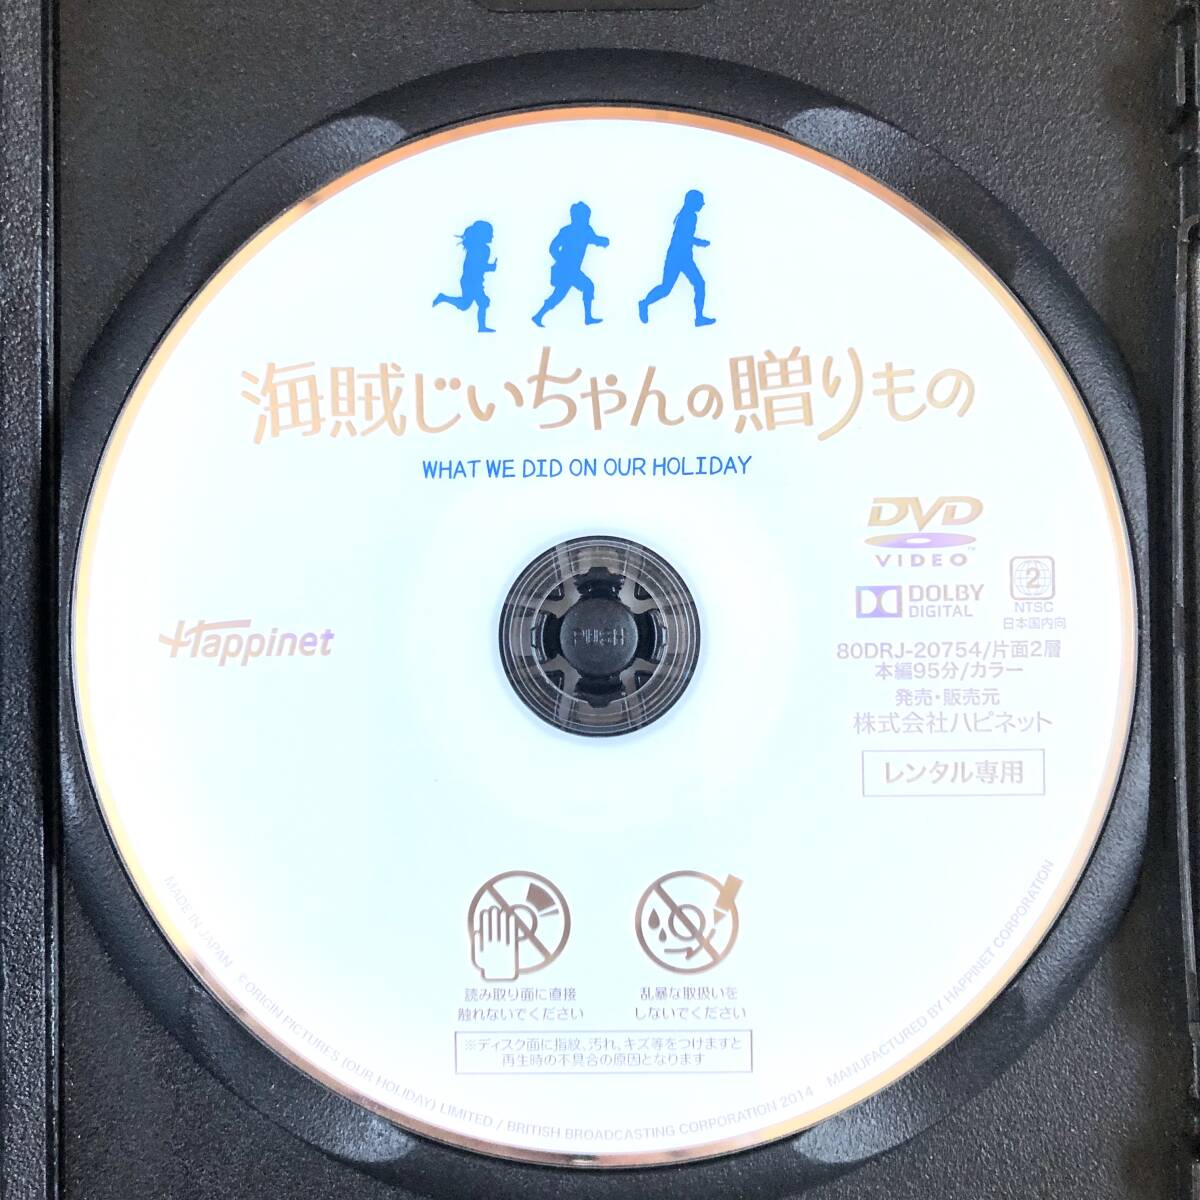 海賊じいちゃんの贈りもの
WHAT WE DID ON OUR HOLIDAY
DVD
VIDEO™
DOLBY
DIGITAL
2
NTSC
日本国内向
Happinet
PUSH
80DRJ-20754/片面2層
本編95分/カラー
発売・販売元
株式会社ハピネット
レンタル専用
読み取り面に直接
触れないでください
乱暴な取扱いを
しないでください
※ディスク面に指紋、汚れ、キズ等をつけますと
再生時の不具合の原因となります
MADE IN JAPAN ©ORIGIN PICTURES (OUR HOLIDAY) LIMITED / BRITISH BROADCASTING CORPORATION 2014 MANUFACTURED BY HAPPINET CORPORATION